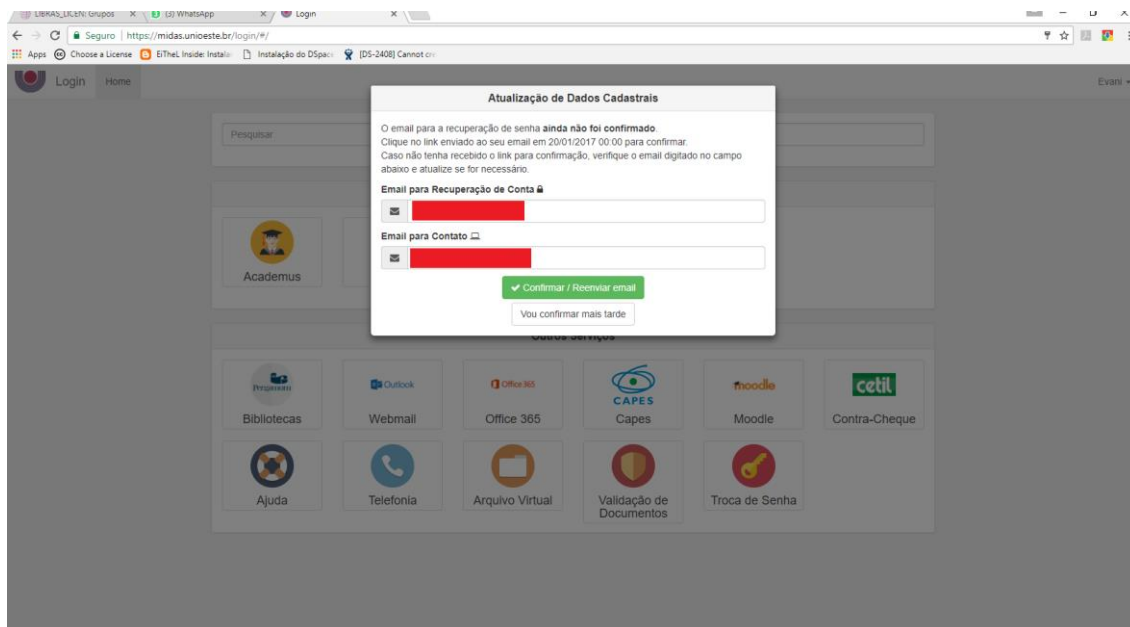 LIBRAS_LICEN: Grupos
(3) WhatsApp
Login
Seguro | https://midas.unioeste.br/login/#/
Apps Choose a License EiTheL Inside: Instala Instalação do DSpac [DS-2408] Cannot cre
Login Home Evani
Atualização de Dados Cadastrais
Pesquisar
O email para a recuperação de senha ainda não foi confirmado.
Clique no link enviado ao seu email em 20/01/2017 00:00 para confirmar.
Caso não tenha recebido o link para confirmação, verifique o email digitado no campo
abaixo e atualize se for necessário.
Email para Recuperação de Conta
Email para Contato
Confirmar / Reenviar email
Vou confirmar mais tarde
Academus
Outros Serviços
Pergamum
Outlook
Office 365
CAPES
moodle
cetil
Bibliotecas
Webmail
Office 365
Capes
Moodle
Contra-Cheque
Ajuda
Telefonia
Arquivo Virtual
Validação de
Documentos
Troca de Senha